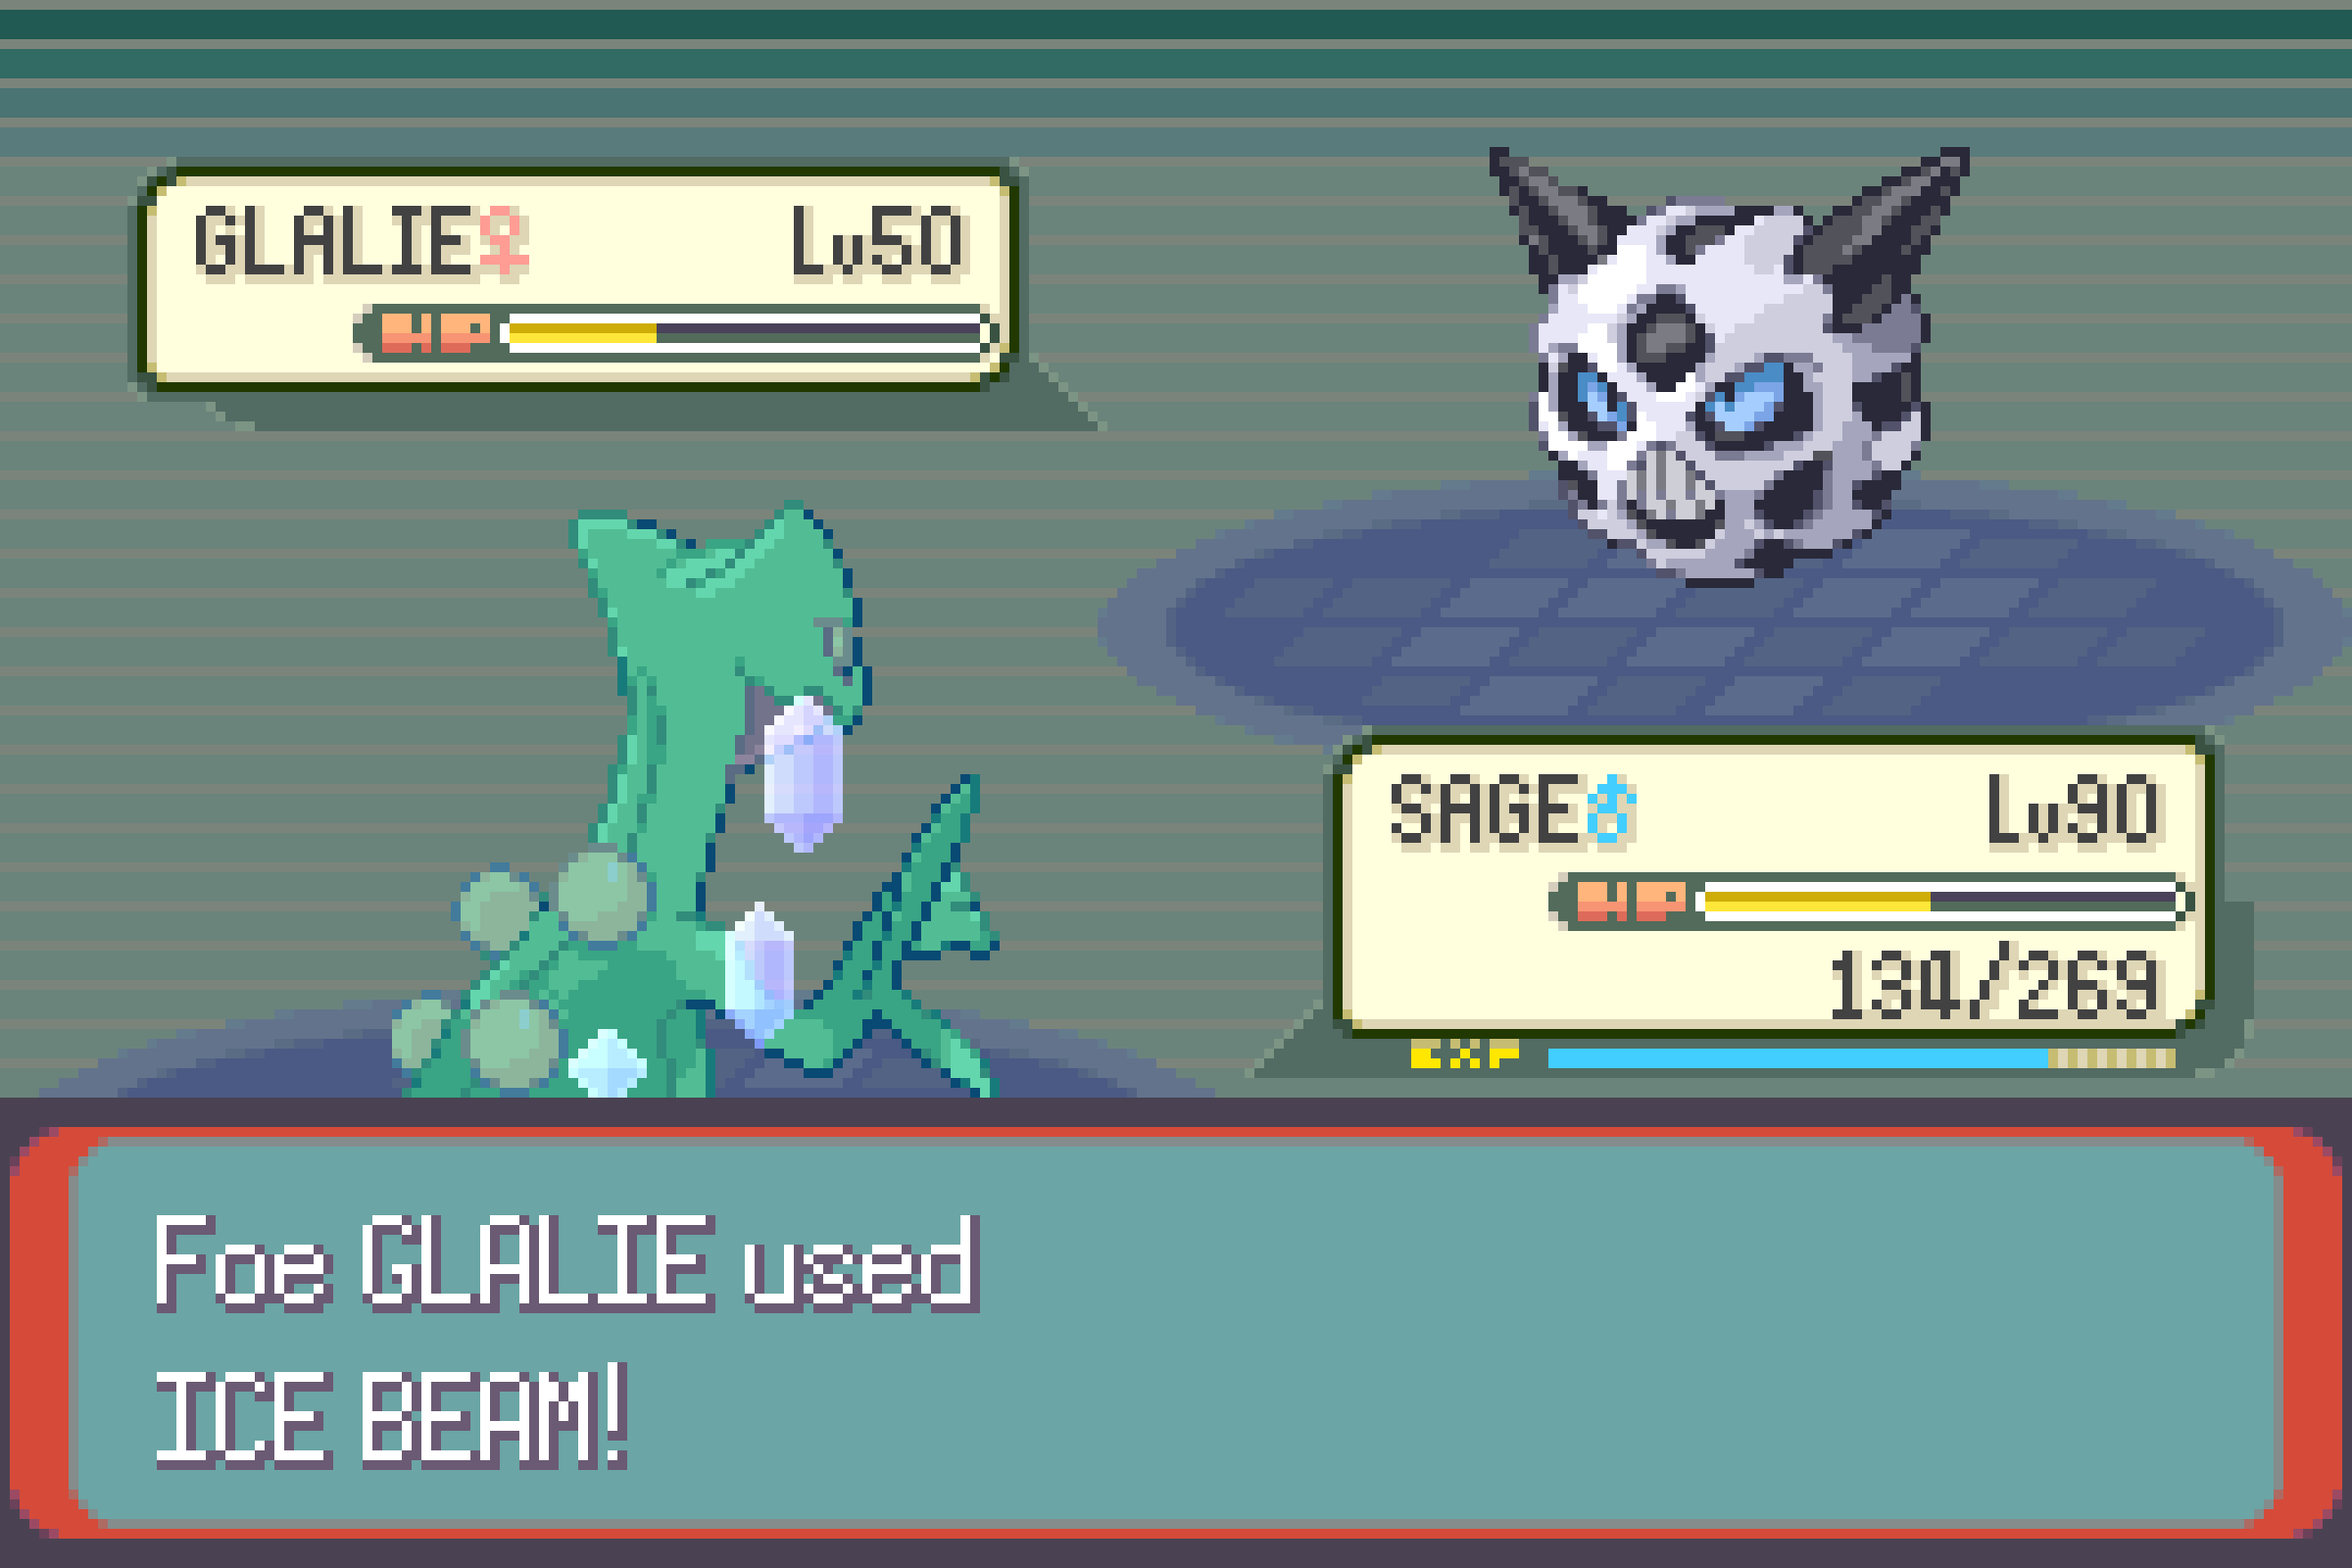 GLALIE♀ Lv50
HP
SAGE♂ Lv90
HP
134/269
EXP
Foe GLALIE used
ICE BEAM!